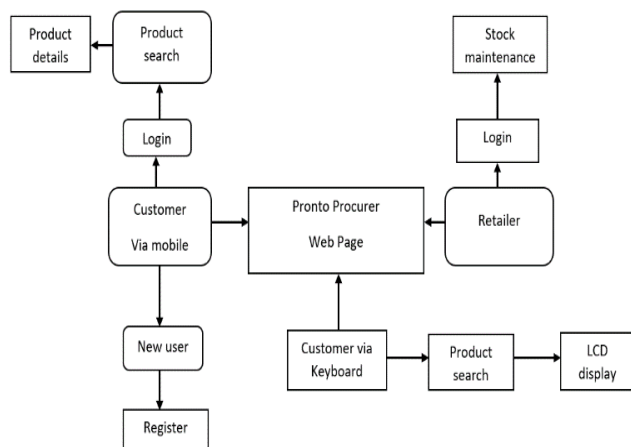 Product
details
Product
search
Stock
maintenance
Login
Login
Customer
Via mobile
Pronto Procurer
Web Page
Retailer
New user
Customer via
Keyboard
Product
search
LCD
display
Register